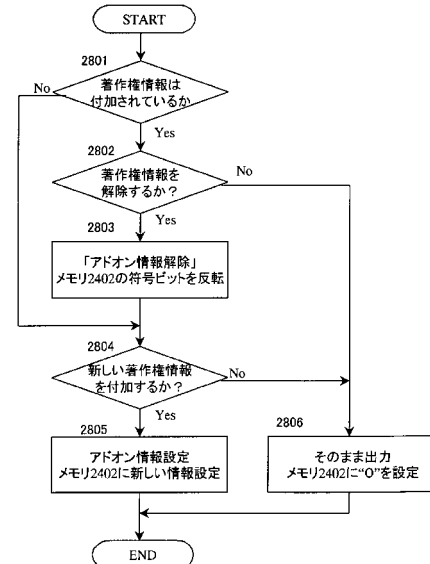 START
2801
著作権情報は
付加されているか
No
Yes
2802
著作権情報を
解除するか？
No
Yes
2803
「アドオン情報解除」
メモリ2402の符号ビットを反転
2804
新しい著作権情報
を付加するか？
No
Yes
2805
アドオン情報設定
メモリ2402に新しい情報設定
2806
そのまま出力
メモリ2402に“0”を設定
END